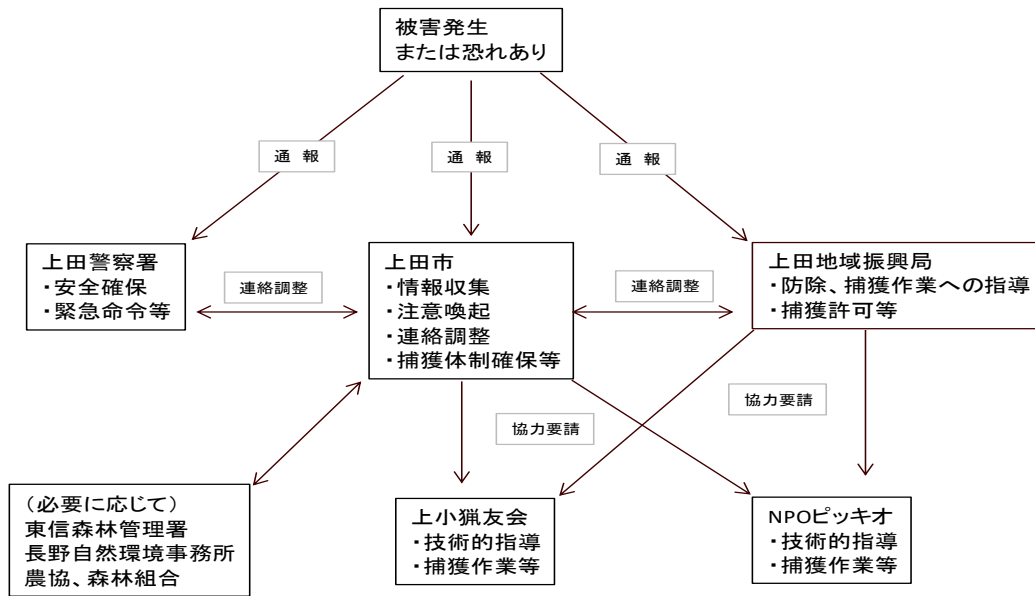 被害発生
または恐れあり
通 報
通 報
通 報
上田警察署
・安全確保
・緊急命令等
連絡調整
上田市
・情報収集
・注意喚起
・連絡調整
・捕獲体制確保等
連絡調整
上田地域振興局
・防除、捕獲作業への指導
・捕獲許可等
協力要請
協力要請
(必要に応じて)
東信森林管理署
長野自然環境事務所
農協、森林組合
上小猟友会
・技術的指導
・捕獲作業等
NPOピッキオ
・技術的指導
・捕獲作業等